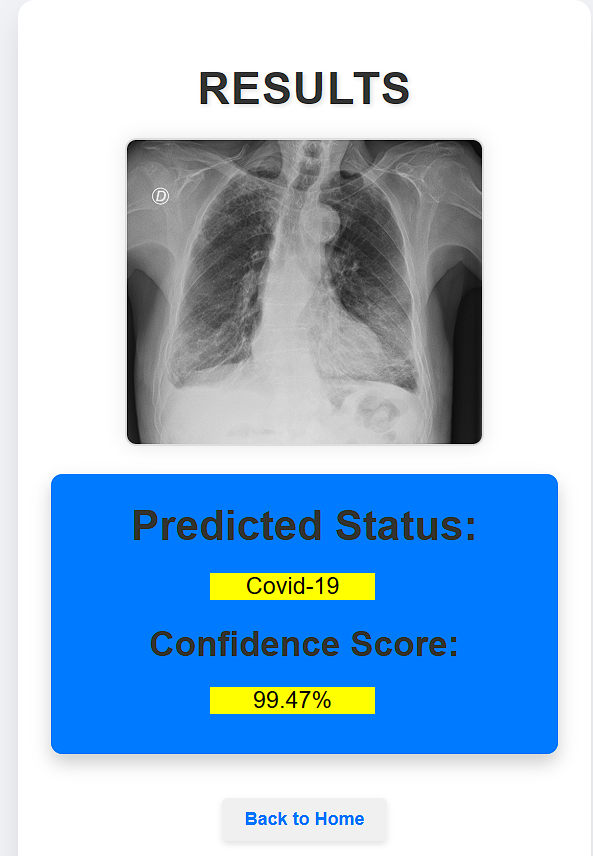 RESULTS
D
Predicted Status:
Covid-19
Confidence Score:
99.47%
Back to Home